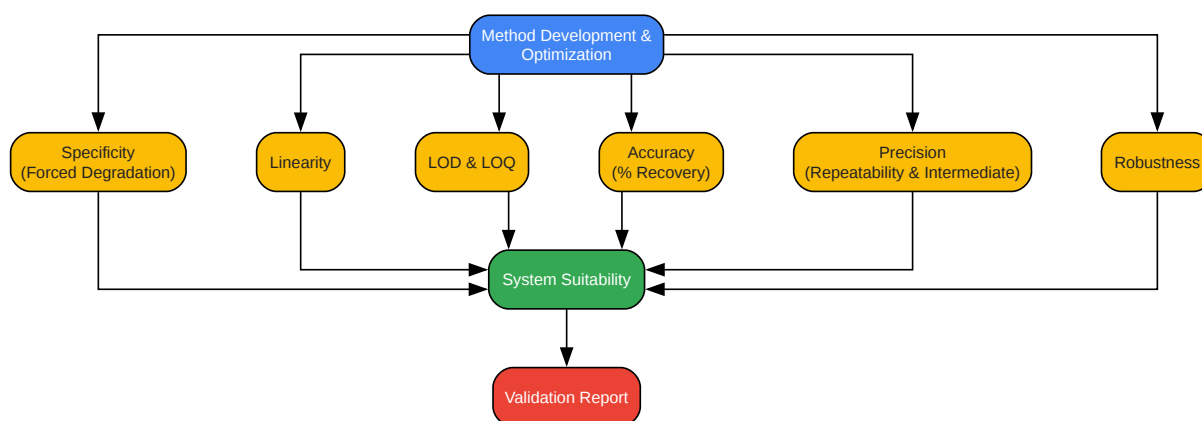 Method Development &
Optimization
Specificity
(Forced Degradation)
Linearity
LOD & LOQ
Accuracy
(% Recovery)
Precision
(Repeatability & Intermediate)
Robustness
System Suitability
Validation Report